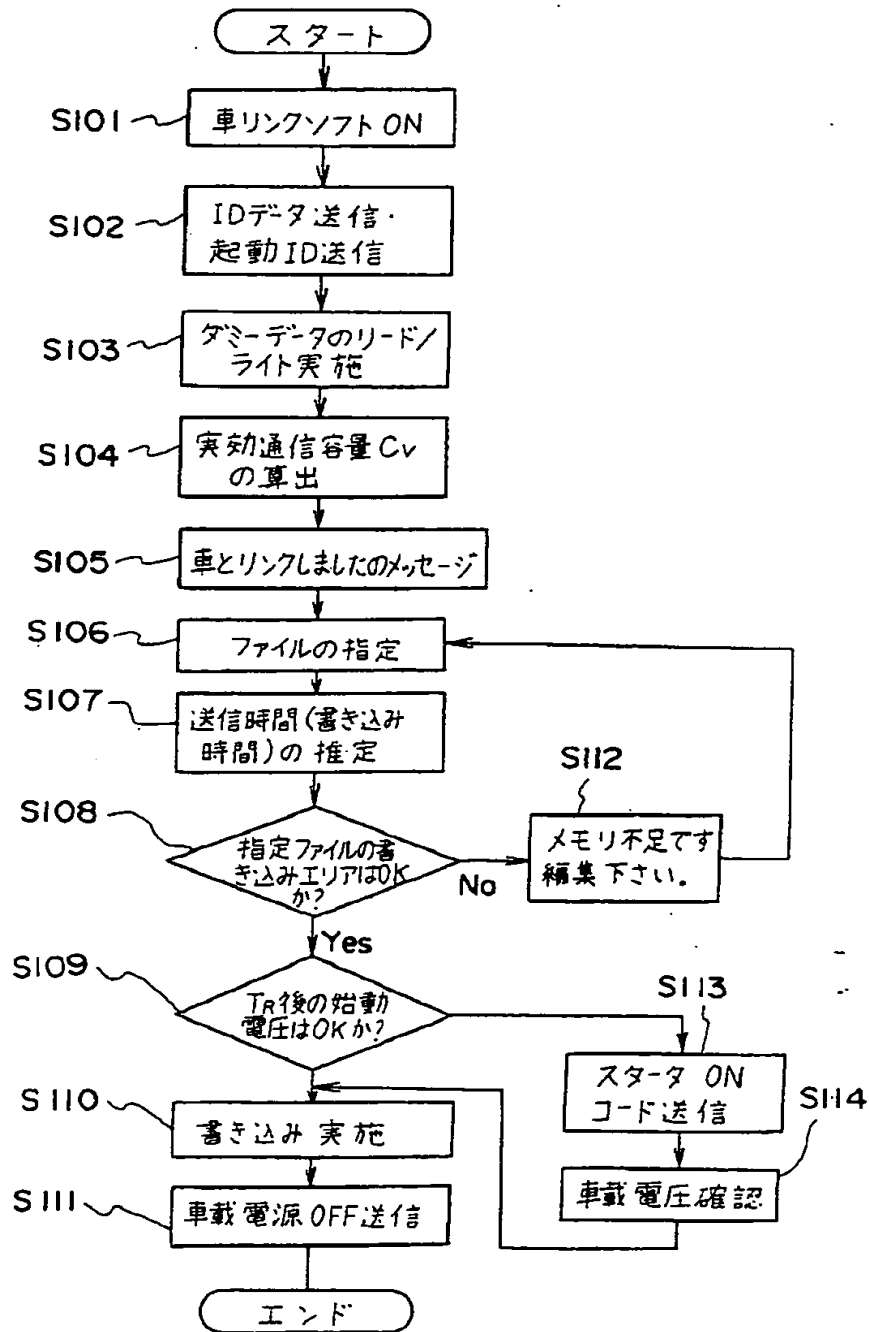 スタート
S101
車リンクソフトON
S102
IDデータ送信・
起動ID送信
S103
ダミーデータのリード/
ライト実施
S104
実効通信容量Cv
の算出
S105
車とリンクしましたのメッセージ
S106
ファイルの指定
S107
送信時間(書き込み
時間)の推定
S108
指定ファイルの書
き込みエリアはOK
か?
No
S112
メモリ不足です
編集下さい。
Yes
S109
TR後の始動
電圧はOKか?
S113
スタータ ON
コード送信
S114
車載電圧確認
S110
書き込み実施
S111
車載電源OFF送信
エンド